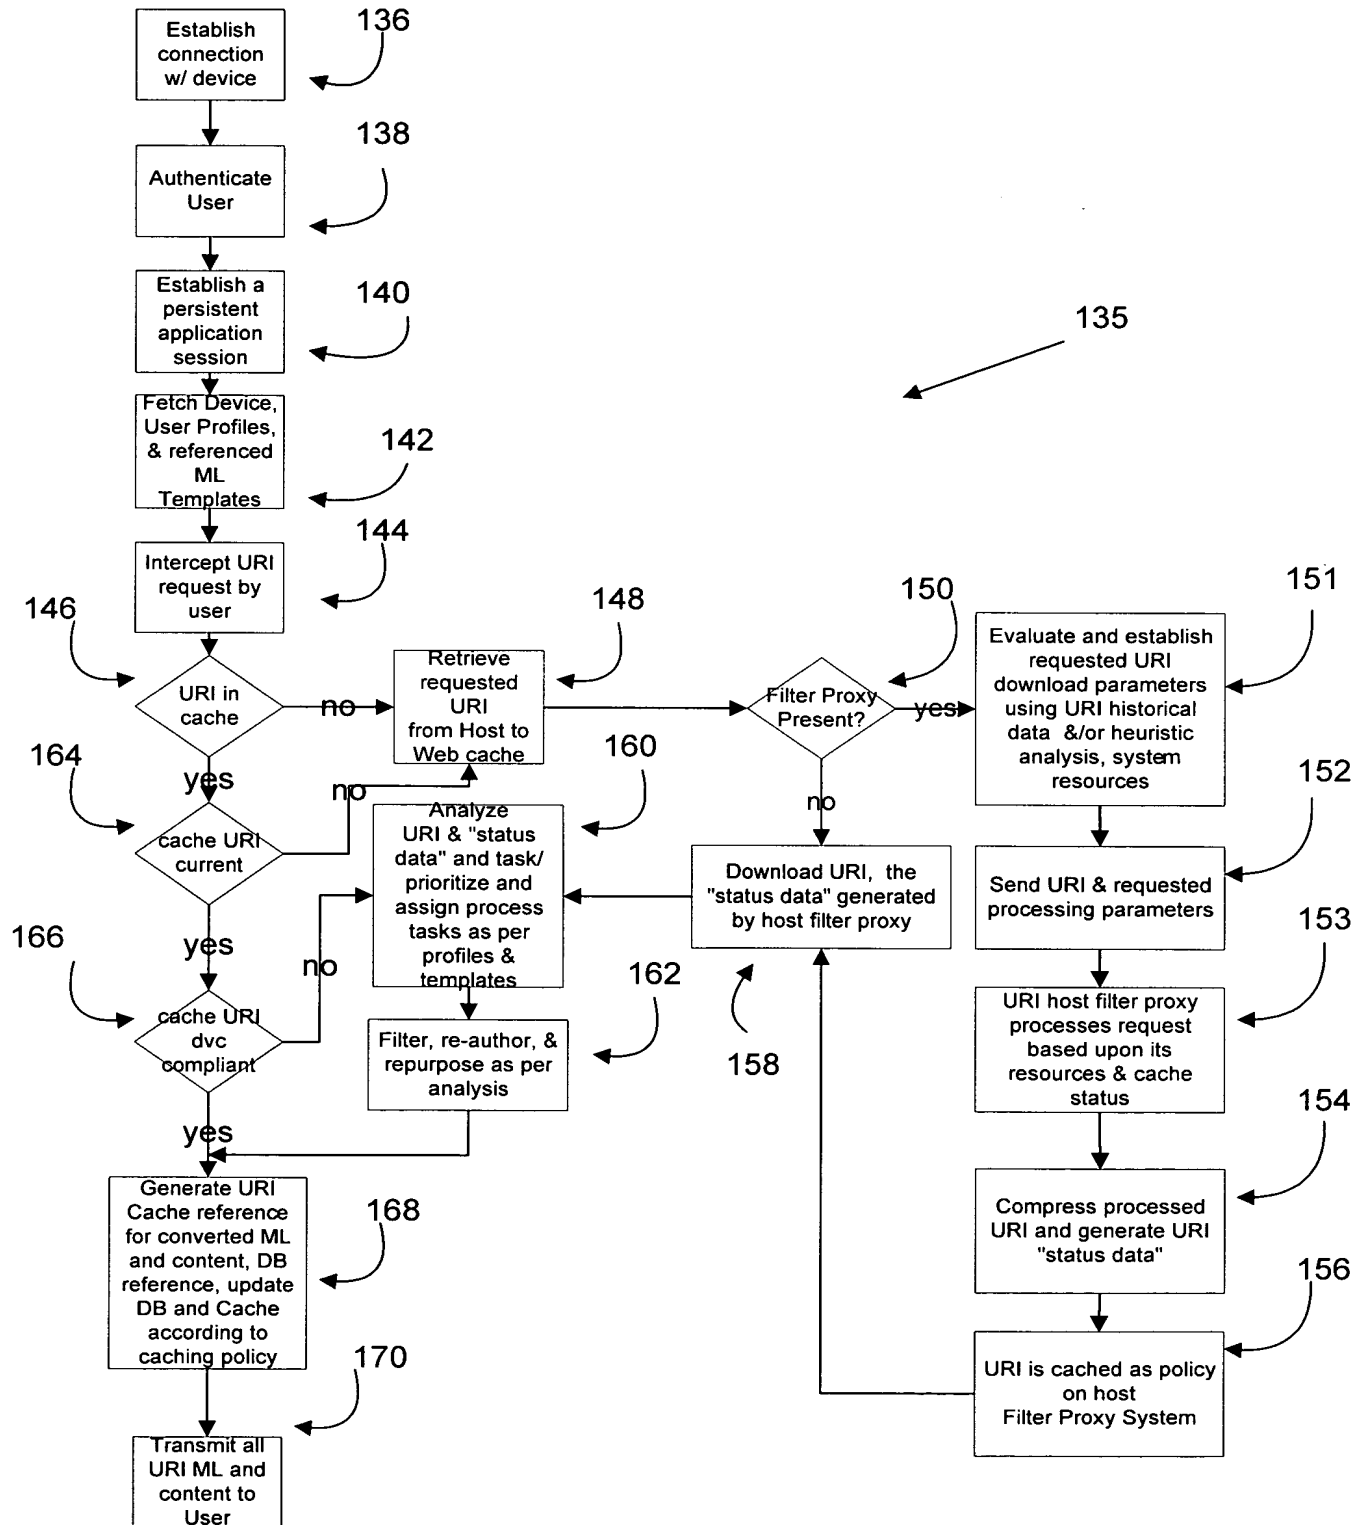 136
Establish
connection
w/ device
138
Authenticate
User
140
Establish a
persistent
application
session
135
142
Fetch Device,
User Profiles,
& referenced
ML
Templates
144
Intercept URI
request by
user
146
URI in
cache
no
yes
148
Retrieve
requested
URI
from Host to
Web cache
150
Filter Proxy
Present?
yes
no
151
Evaluate and establish
requested URI
download parameters
using URI historical
data &/or heuristic
analysis, system
resources
152
Send URI & requested
processing parameters
153
URI host filter proxy
processes request
based upon its
resources & cache
status
154
Compress processed
URI and generate URI
"status data"
156
URI is cached as policy
on host
Filter Proxy System
158
Download URI, the
"status data" generated
by host filter proxy
160
Analyze
URI & "status
data" and task/
prioritize and
assign process
tasks as per
profiles &
templates
162
Filter, re-author, &
repurpose as per
analysis
164
cache URI
current
no
yes
166
cache URI
dvc
compliant
no
yes
168
Generate URI
Cache reference
for converted ML
and content, DB
reference, update
DB and Cache
according to
caching policy
170
Transmit all
URI ML and
content to
User